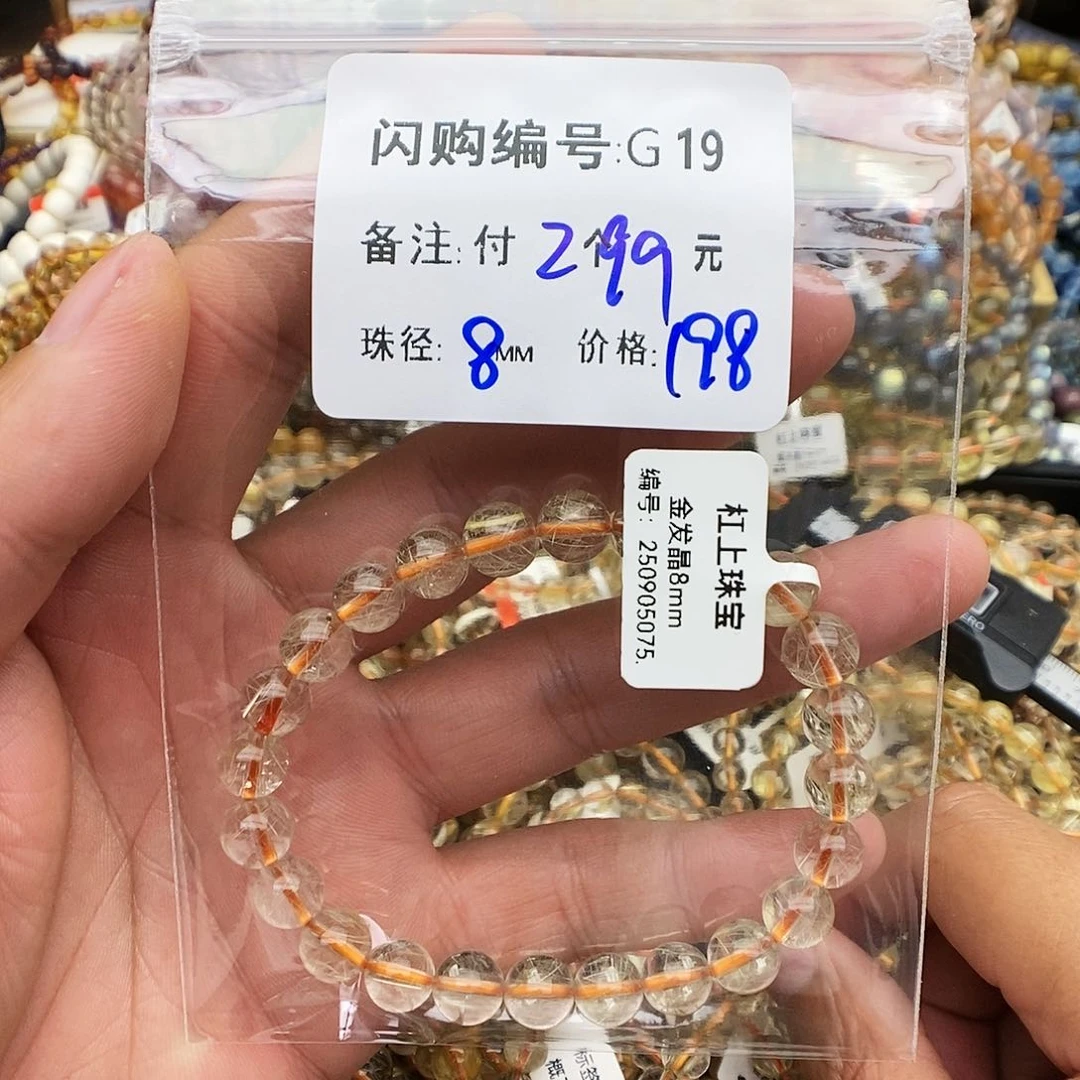 闪购编号:G 19
备注: 付 299 元
珠径: 8MM 价格: 198
杠上珠宝
金发晶8mm
编号: 250905075.